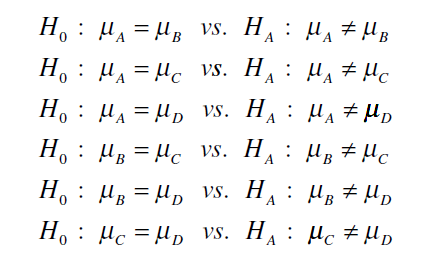 H₀ : μ_A = μ_B vs. H_A : μ_A ≠ μ_B
H₀ : μ_A = μ_C vs. H_A : μ_A ≠ μ_C
H₀ : μ_A = μ_D vs. H_A : μ_A ≠ μ_D
H₀ : μ_B = μ_C vs. H_A : μ_B ≠ μ_C
H₀ : μ_B = μ_D vs. H_A : μ_B ≠ μ_D
H₀ : μ_C = μ_D vs. H_A : μ_C ≠ μ_D